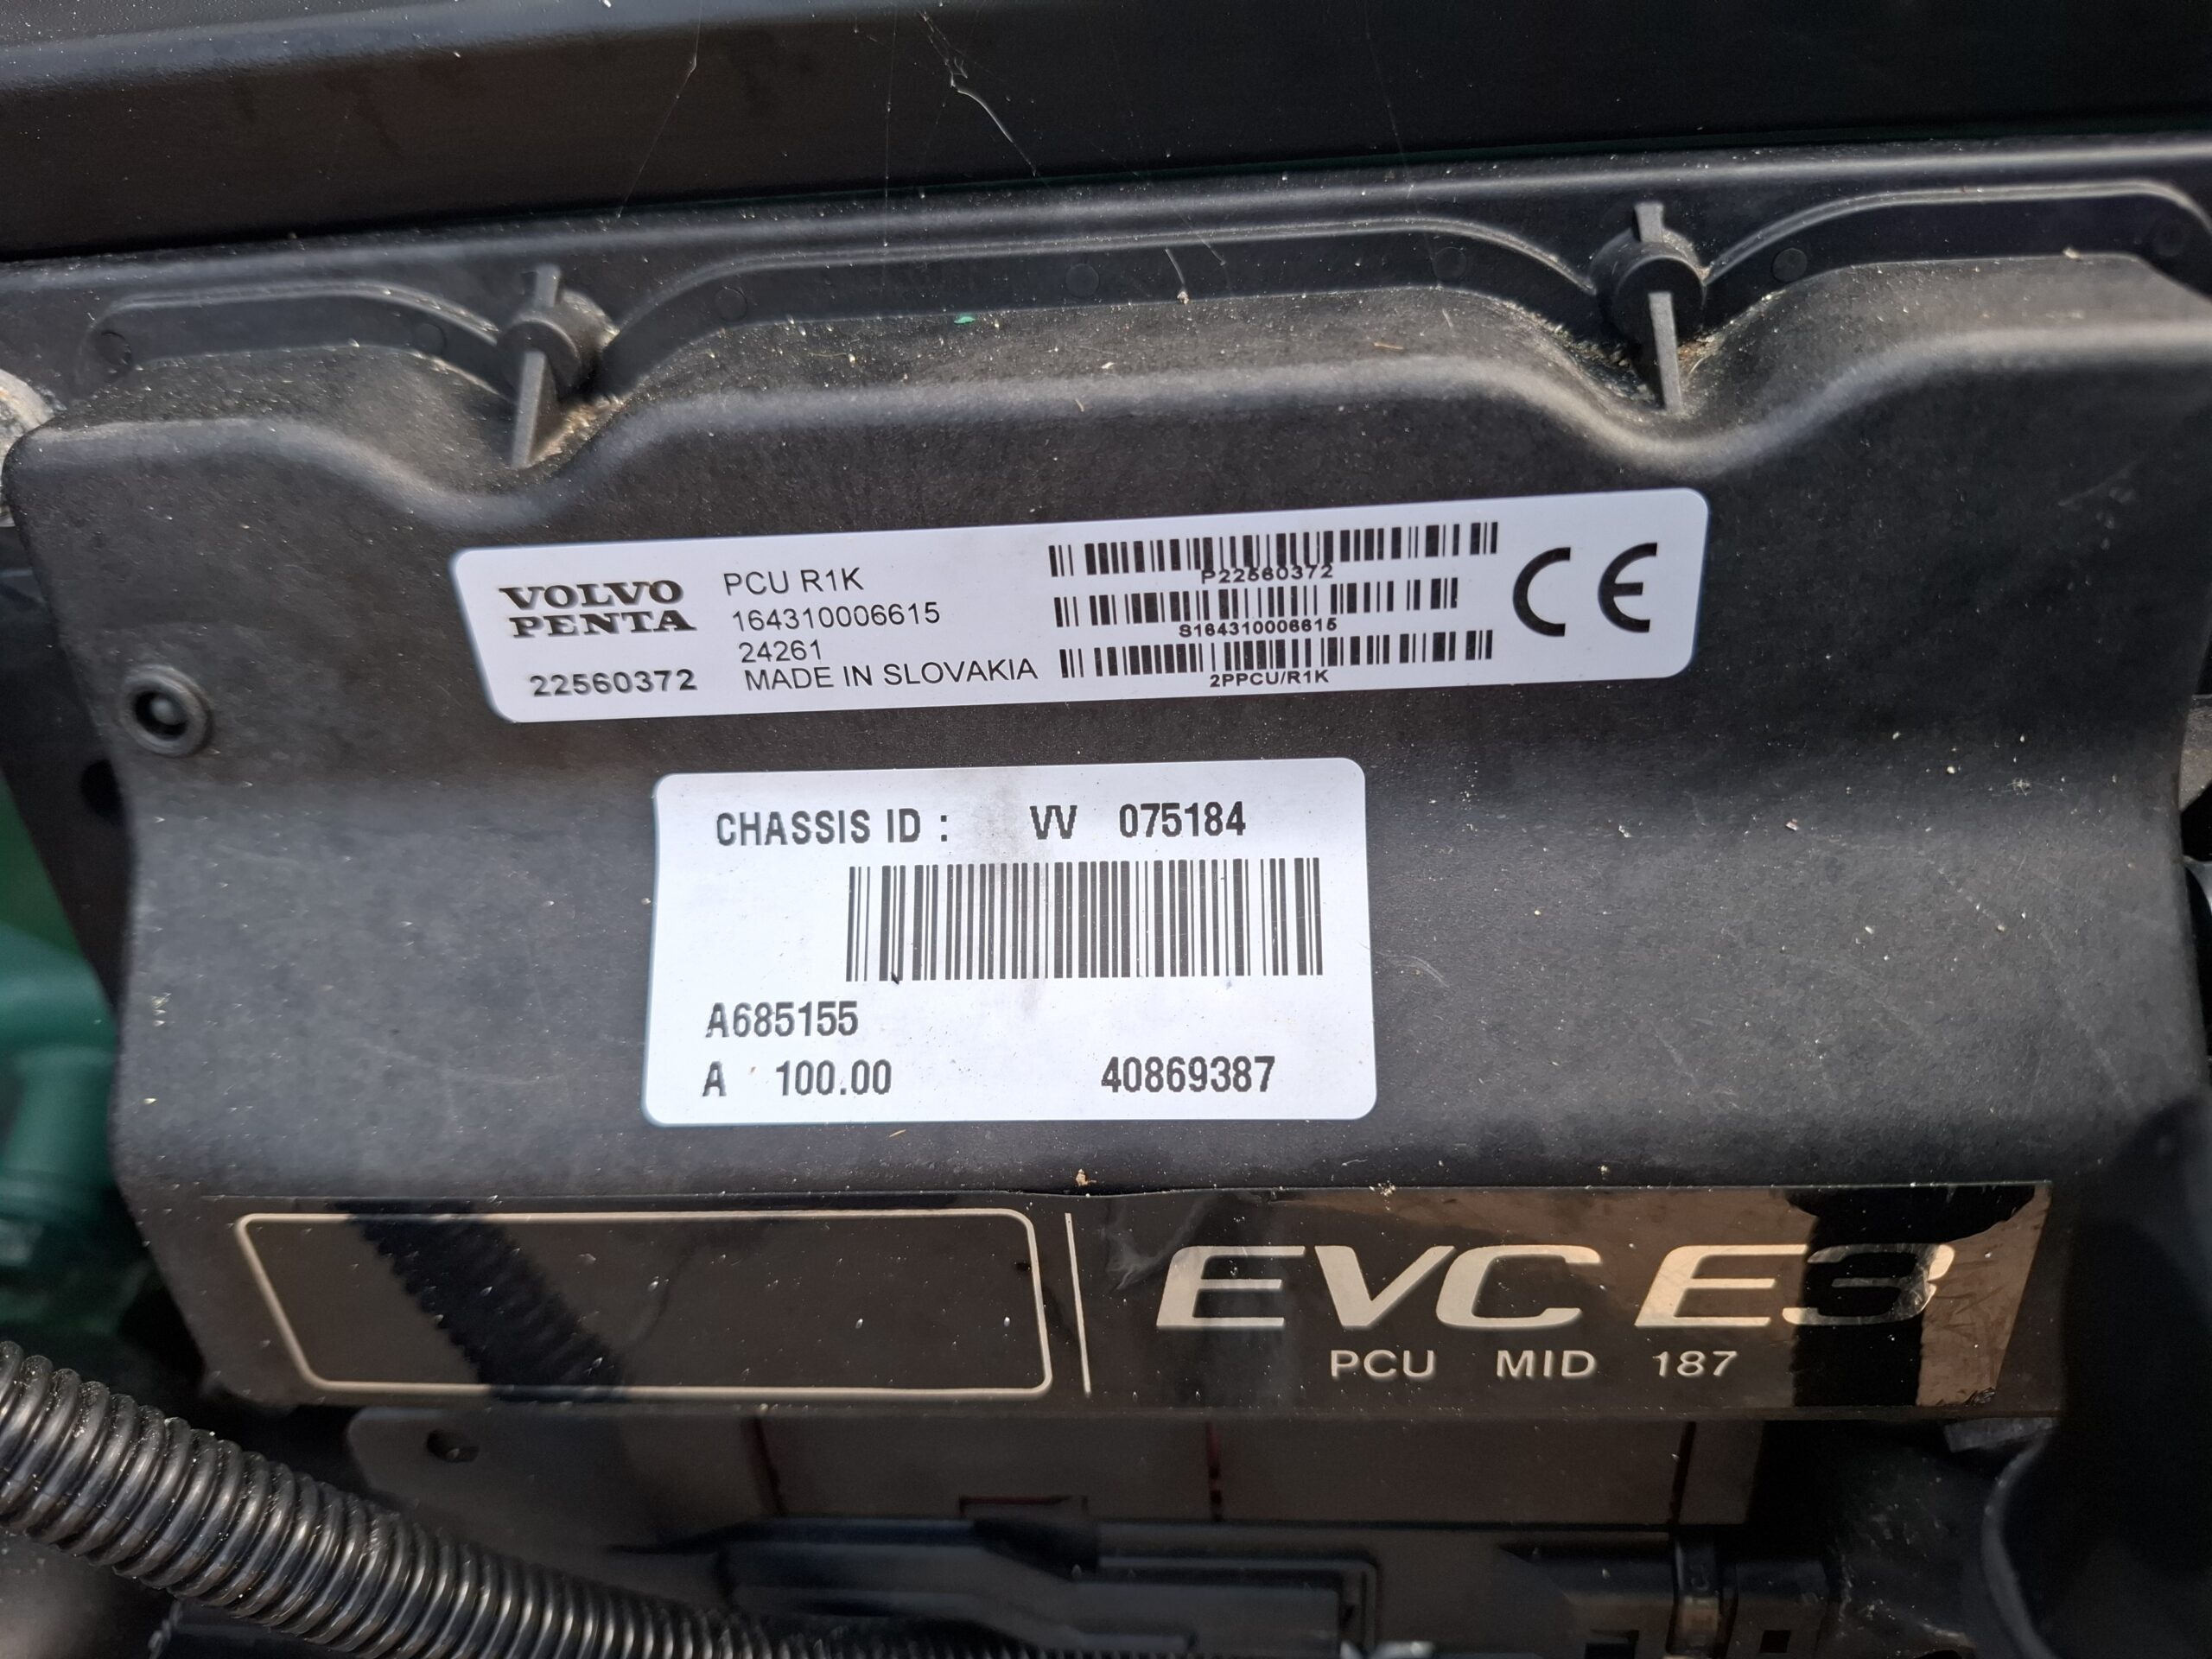 VOLVO
PENTA
22560372
PCU R1K
164310006615
24261
MADE IN SLOVAKIA
P22560372
S164310006615
2PPCU/R1K
CE
CHASSIS ID : VV 075184
A685155
A 100.00 40869387
EVC E3
PCU MID 187